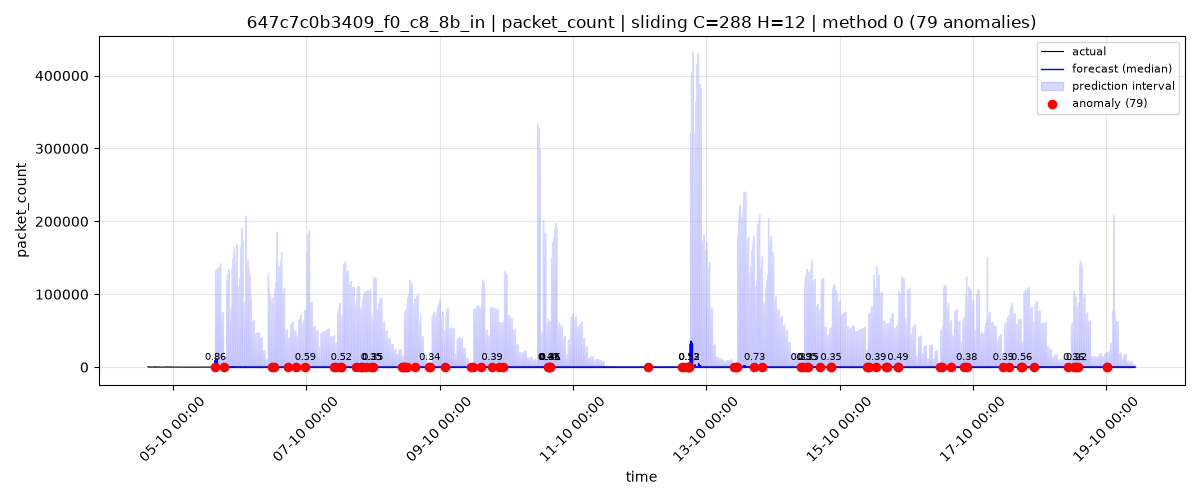 647c7c0b3409_f0_c8_8b_in | packet_count | sliding C=288 H=12 | method 0 (79 anomalies)
actual
forecast (median)
prediction interval
anomaly (79)
packet_count
400000
300000
200000
100000
0
0.86 0.59 0.52 0.34 0.39 0.73 0.35 0.39 0.49 0.38 0.56
05-10 00:00
07-10 00:00
09-10 00:00
11-10 00:00
13-10 00:00
15-10 00:00
17-10 00:00
19-10 00:00
time